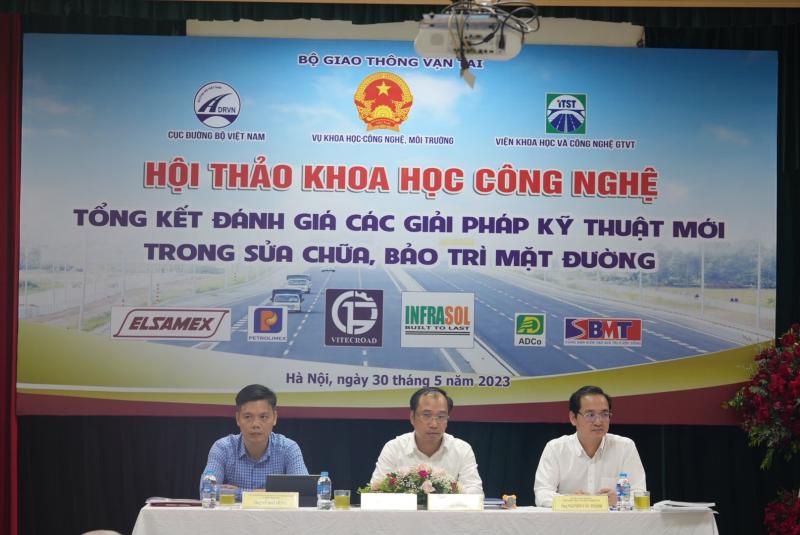 BỘ GIAO THÔNG VẬN TẢI
DRVN
ITST
CỤC ĐƯỜNG BỘ VIỆT NAM
VỤ KHOA HỌC-CÔNG NGHỆ, MÔI TRƯỜNG
VIỆN KHOA HỌC VÀ CÔNG NGHỆ GTVT
HỘI THẢO KHOA HỌC CÔNG NGHỆ
TỔNG KẾT ĐÁNH GIÁ CÁC GIẢI PHÁP KỸ THUẬT MỚI
TRONG SỬA CHỮA, BẢO TRÌ MẶT ĐƯỜNG
ELSAMEX
P
PETROLIMEX
VITECROAD
INFRASOL
BUILT TO LAST
ADCo
SBMT
Hà Nội, ngày 30 tháng 5 năm 2023